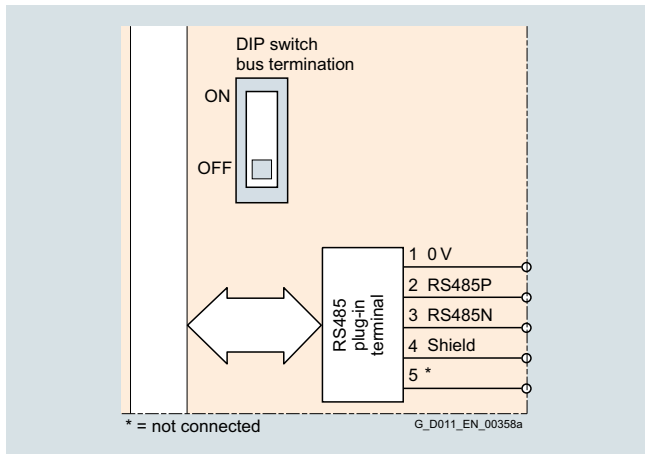 DIP switch
bus termination
ON
OFF
RS485
plug-in
terminal
1 0 V
2 RS485P
3 RS485N
4 Shield
5 *
* = not connected
G_D011_EN_00358a